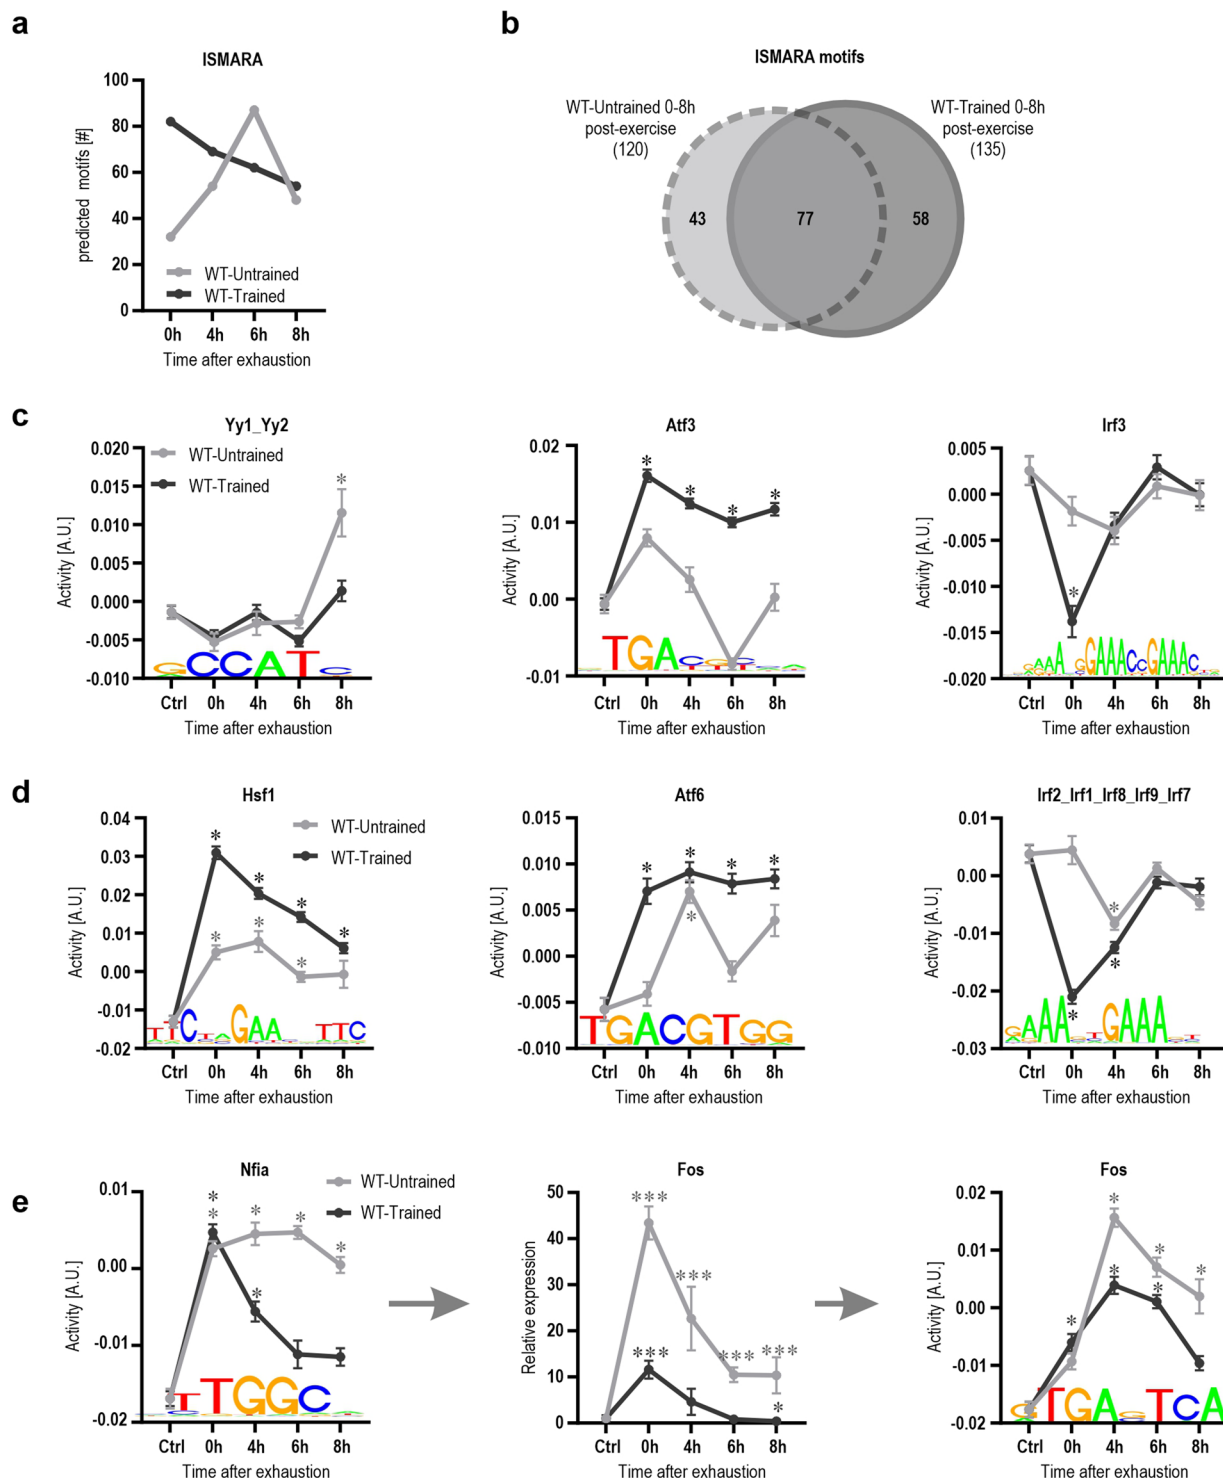 a
ISMARA
100
80
60
40
20
0
predicted motifs [#]
WT-Untrained
WT-Trained
0h 4h 6h 8h
Time after exhaustion
b
ISMARA motifs
WT-Untrained 0-8h
post-exercise
(120)
WT-Trained 0-8h
post-exercise
(135)
43 77 58
c
Yy1_Yy2
WT-Untrained
WT-Trained
0.020
0.015
0.010
0.005
0.000
-0.005
-0.010
Activity [A.U.]
*
GCCATC
Ctrl 0h 4h 6h 8h
Time after exhaustion
Atf3
0.02
0.01
0.00
-0.01
Activity [A.U.]
* * * *
TGAC
Ctrl 0h 4h 6h 8h
Time after exhaustion
Irf3
0.005
0.000
-0.005
-0.010
-0.015
-0.020
Activity [A.U.]
*
GAAACCGAAAC
Ctrl 0h 4h 6h 8h
Time after exhaustion
d
Hsf1
WT-Untrained
WT-Trained
0.04
0.03
0.02
0.01
0.00
-0.01
-0.02
Activity [A.U.]
* * * *
* * *
TTC GAA TTC
Ctrl 0h 4h 6h 8h
Time after exhaustion
Atf6
0.015
0.010
0.005
0.000
-0.005
-0.010
Activity [A.U.]
* * * *
*
TGACGTGG
Ctrl 0h 4h 6h 8h
Time after exhaustion
Irf2_Irf1_Irf8_Irf9_Irf7
0.01
0.00
-0.01
-0.02
-0.03
Activity [A.U.]
*
* *
GAAA GAAA
Ctrl 0h 4h 6h 8h
Time after exhaustion
e
Nfia
WT-Untrained
WT-Trained
0.01
0.00
-0.01
-0.02
Activity [A.U.]
*
* * * *
*
TTGGC
Ctrl 0h 4h 6h 8h
Time after exhaustion
Fos
50
40
30
20
10
0
Relative expression
*** *** *** ***
*** *
Ctrl 0h 4h 6h 8h
Time after exhaustion
Fos
0.02
0.01
0.00
-0.01
-0.02
Activity [A.U.]
* * *
* * *
GTGA TCA
Ctrl 0h 4h 6h 8h
Time after exhaustion